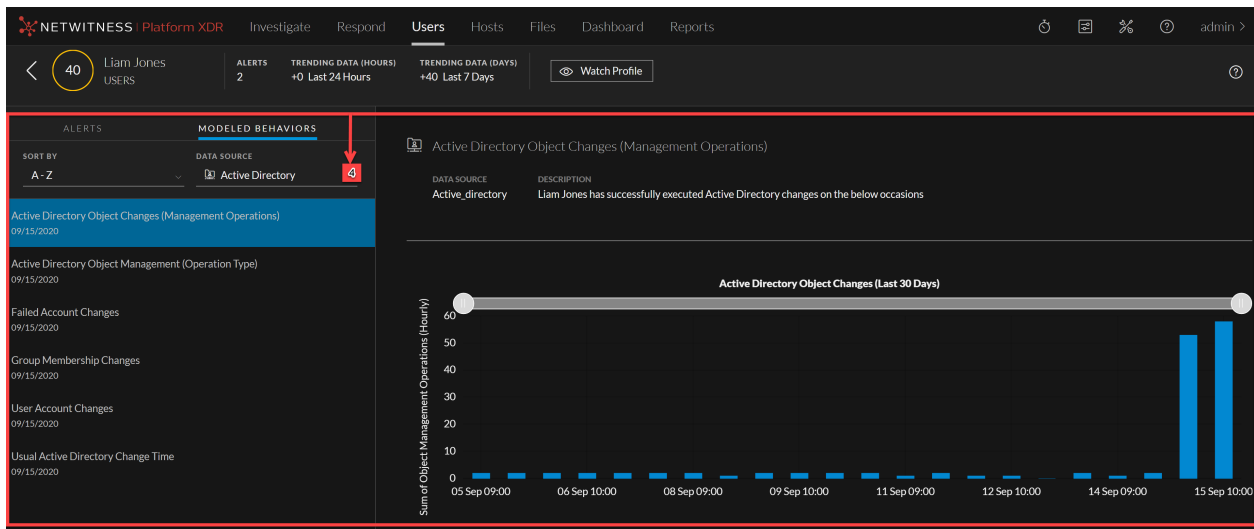 NETWITNESS | Platform XDR Investigate Respond Users Hosts Files Dashboard Reports admin >
40 Liam Jones USERS
ALERTS 2
TRENDING DATA (HOURS) +0 Last 24 Hours
TRENDING DATA (DAYS) +40 Last 7 Days
Watch Profile
ALERTS MODELED BEHAVIORS
SORT BY DATA SOURCE
A - Z Active Directory 4
Active Directory Object Changes (Management Operations)
09/15/2020
Active Directory Object Management (Operation Type)
09/15/2020
Failed Account Changes
09/15/2020
Group Membership Changes
09/15/2020
User Account Changes
09/15/2020
Usual Active Directory Change Time
09/15/2020
Active Directory Object Changes (Management Operations)
DATA SOURCE DESCRIPTION
Active_directory Liam Jones has successfully executed Active Directory changes on the below occasions
Active Directory Object Changes (Last 30 Days)
Sum of Object Management Operations (Hourly)
60
50
40
30
20
10
0
05 Sep 09:00 06 Sep 10:00 08 Sep 09:00 09 Sep 10:00 11 Sep 09:00 12 Sep 10:00 14 Sep 09:00 15 Sep 10:00